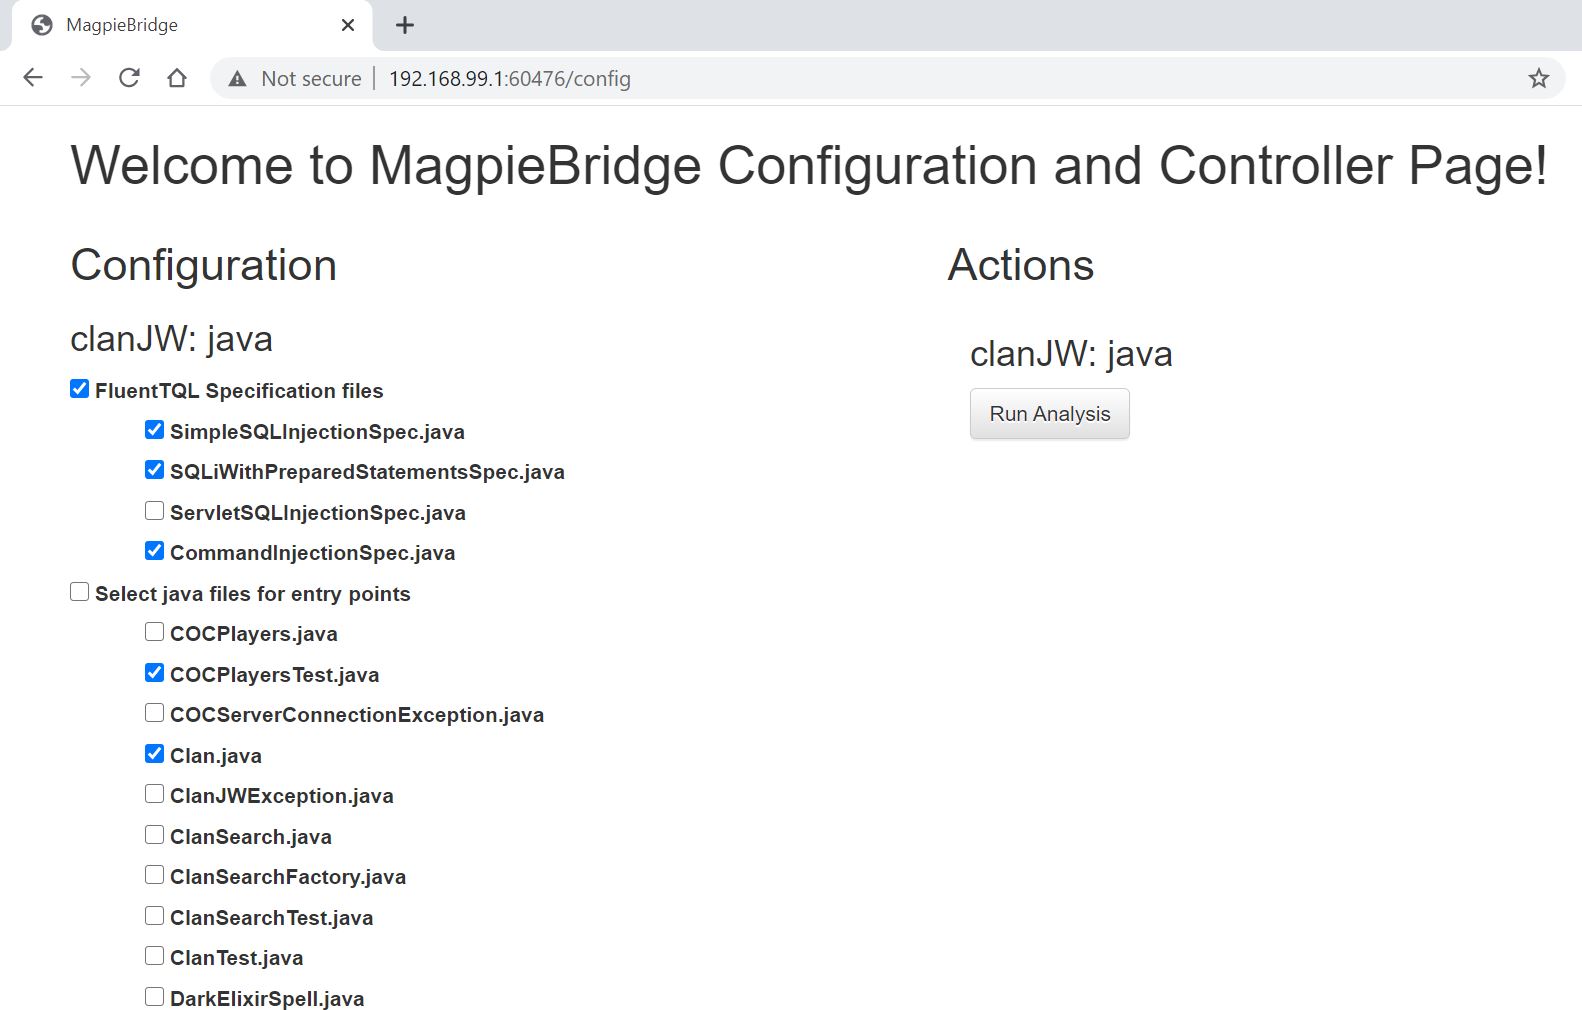 MagpieBridge
Not secure
192.168.99.1:60476/config
Welcome to MagpieBridge Configuration and Controller Page!
Configuration
clanJW: java
FluentTQL Specification files
SimpleSQLInjectionSpec.java
SQLiWithPreparedStatementsSpec.java
ServletSQLInjectionSpec.java
CommandInjectionSpec.java
Select java files for entry points
COCPlayers.java
COCPlayersTest.java
COCServerConnectionException.java
Clan.java
ClanJWException.java
ClanSearch.java
ClanSearchFactory.java
ClanSearchTest.java
ClanTest.java
DarkElixirSpell.java
Actions
clanJW: java
Run Analysis